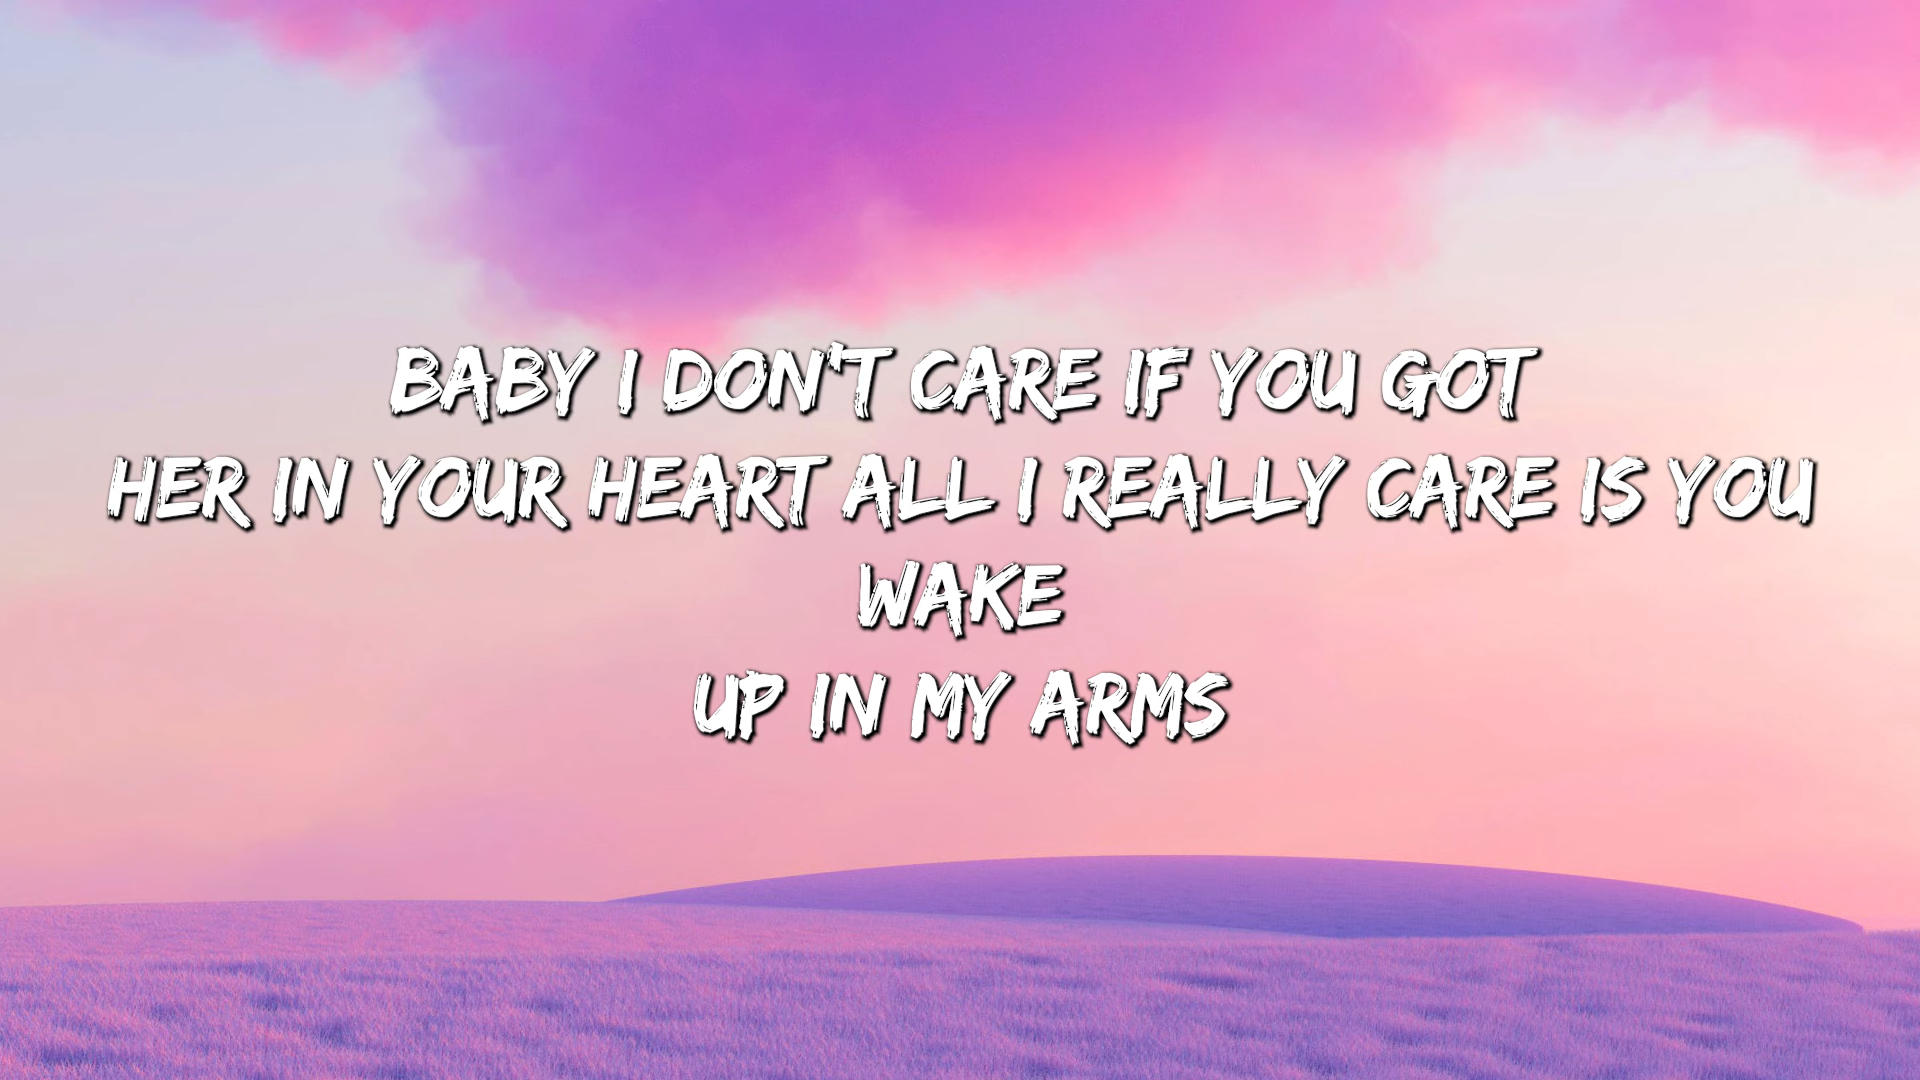 BABY I DON'T CARE IF YOU GOT
HER IN YOUR HEART ALL I REALLY CARE IS YOU
WAKE
UP IN MY ARMS